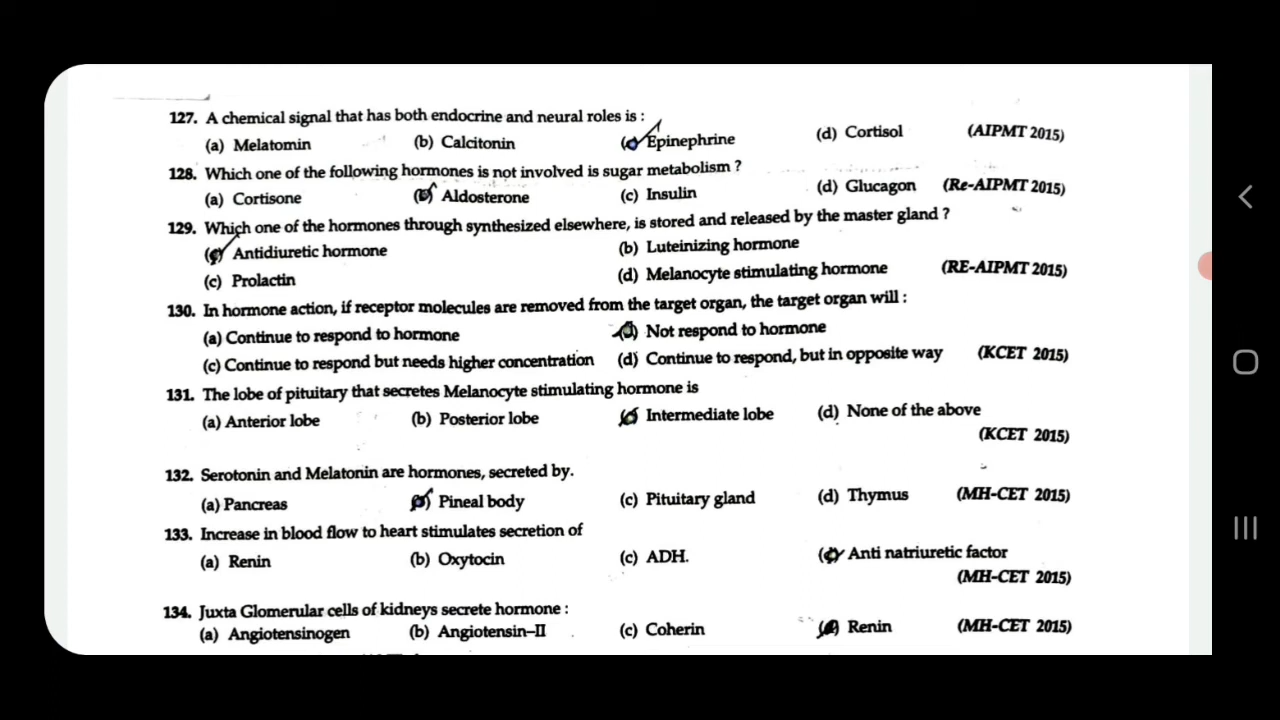 127. A chemical signal that has both endocrine and neural roles is :
(a) Melatomin (b) Calcitonin (c) Epinephrine (d) Cortisol (AIPMT 2015)
128. Which one of the following hormones is not involved is sugar metabolism ?
(a) Cortisone (b) Aldosterone (c) Insulin (d) Glucagon (Re-AIPMT 2015)
129. Which one of the hormones through synthesized elsewhere, is stored and released by the master gland ?
(a) Antidiuretic hormone (b) Luteinizing hormone
(c) Prolactin (d) Melanocyte stimulating hormone (RE-AIPMT 2015)
130. In hormone action, if receptor molecules are removed from the target organ, the target organ will :
(a) Continue to respond to hormone (b) Not respond to hormone
(c) Continue to respond but needs higher concentration (d) Continue to respond, but in opposite way (KCET 2015)
131. The lobe of pituitary that secretes Melanocyte stimulating hormone is
(a) Anterior lobe (b) Posterior lobe (c) Intermediate lobe (d) None of the above
(KCET 2015)
132. Serotonin and Melatonin are hormones, secreted by.
(a) Pancreas (b) Pineal body (c) Pituitary gland (d) Thymus (MH-CET 2015)
133. Increase in blood flow to heart stimulates secretion of
(a) Renin (b) Oxytocin (c) ADH. (d) Anti natriuretic factor
(MH-CET 2015)
134. Juxta Glomerular cells of kidneys secrete hormone :
(a) Angiotensinogen (b) Angiotensin-II (c) Coherin (d) Renin (MH-CET 2015)